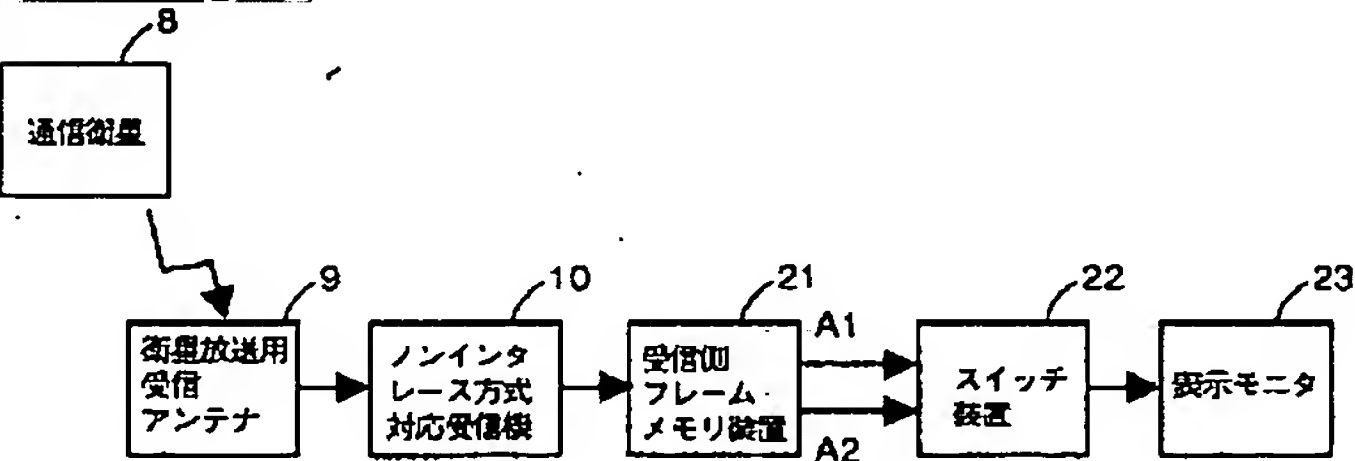 8
通信衛星
9
衛星放送用
受信
アンテナ
10
ノンインタ
レース方式
対応受信機
21
受信側
フレーム
メモリ装置
A1
A2
22
スイッチ
装置
23
表示モニタ